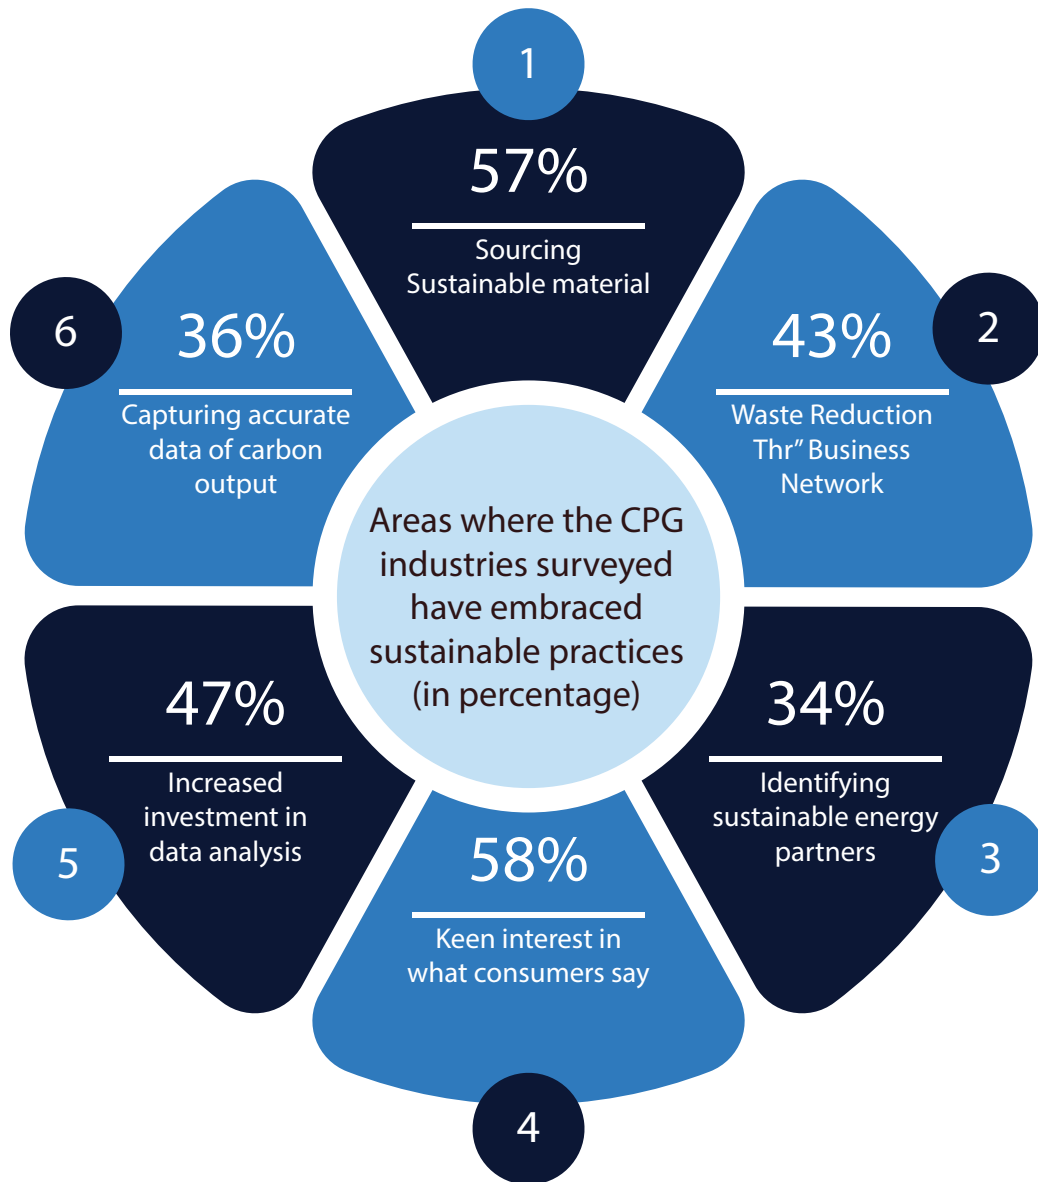 1
57%
Sourcing
Sustainable material
2
43%
Waste Reduction
Thr” Business
Network
3
34%
Identifying
sustainable energy
partners
4
58%
Keen interest in
what consumers say
5
47%
Increased
investment in
data analysis
6
36%
Capturing accurate
data of carbon
output
Areas where the CPG
industries surveyed
have embraced
sustainable practices
(in percentage)